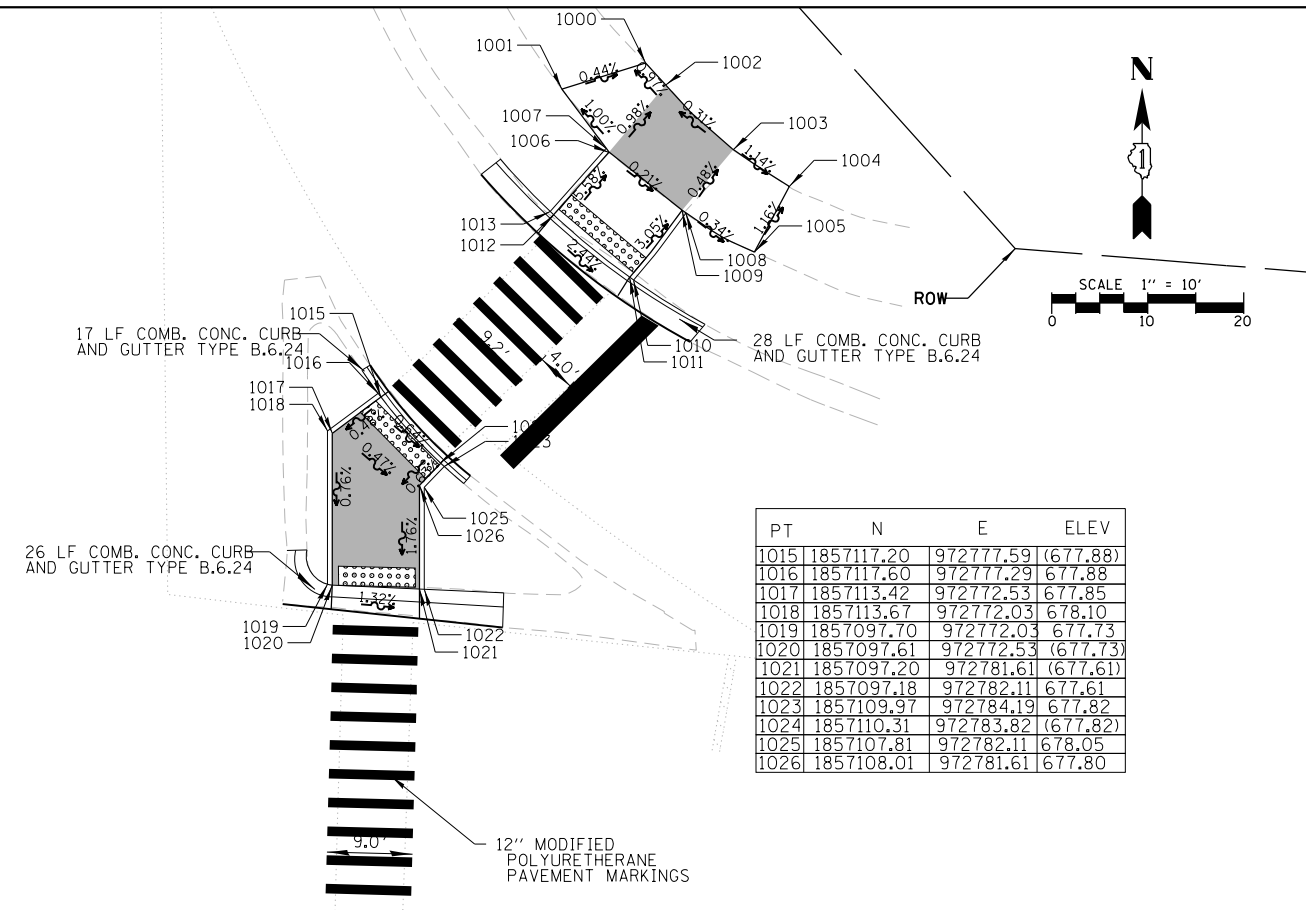 1000
1001
1002
0.44%
0.97%
1.00%
0.98%
0.31%
1007
1006
1003
1.14%
1004
0.21%
0.48%
5.58%
1.16%
0.34%
1005
3.05%
1013
1012
2.44%
1008
1009
N
1
ROW
SCALE 1'' = 10'
0 10 20
1015
17 LF COMB. CONC. CURB
AND GUTTER TYPE B.6.24
1016
9.2'
4.0'
1010
1011
28 LF COMB. CONC. CURB
AND GUTTER TYPE B.6.24
1017
1018
0.64%
0.47%
0.76%
1.76%
1025
1026
26 LF COMB. CONC. CURB
AND GUTTER TYPE B.6.24
1.32%
1019
1020
1022
1021
PT N E ELEV
1015 1857117.20 972777.59 (677.88)
1016 1857117.60 972777.29 677.88
1017 1857113.42 972772.53 677.85
1018 1857113.67 972772.03 678.10
1019 1857097.70 972772.03 677.73
1020 1857097.61 972772.53 (677.73)
1021 1857097.20 972781.61 (677.61)
1022 1857097.18 972782.11 677.61
1023 1857109.97 972784.19 677.82
1024 1857110.31 972783.82 (677.82)
1025 1857107.81 972782.11 678.05
1026 1857108.01 972781.61 677.80
9.0'
12'' MODIFIED
POLYURETHERANE
PAVEMENT MARKINGS